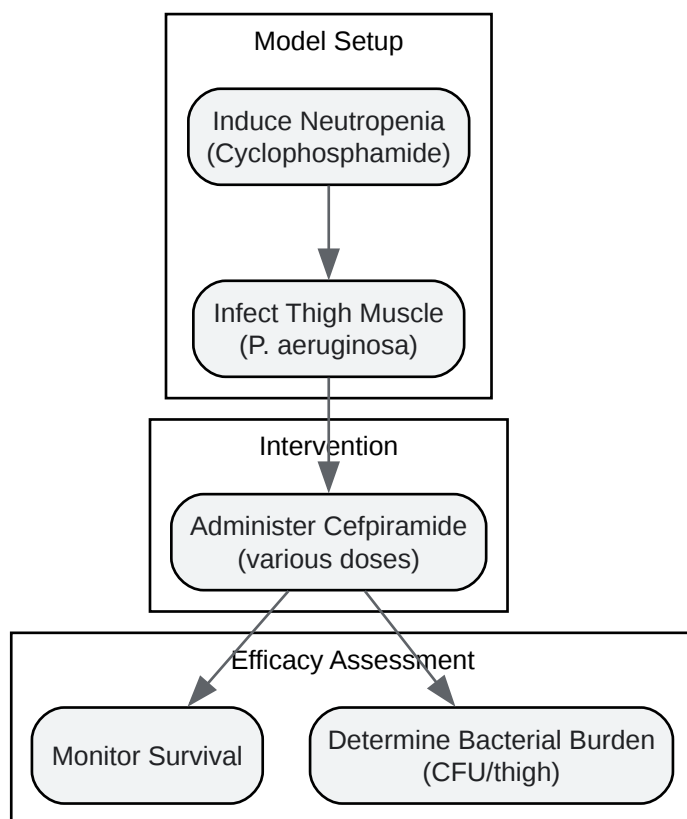 Model Setup
Induce Neutropenia
(Cyclophosphamide)
Infect Thigh Muscle
(P. aeruginosa)
Intervention
Administer Cefpiramide
(various doses)
Efficacy Assessment
Monitor Survival
Determine Bacterial Burden
(CFU/thigh)